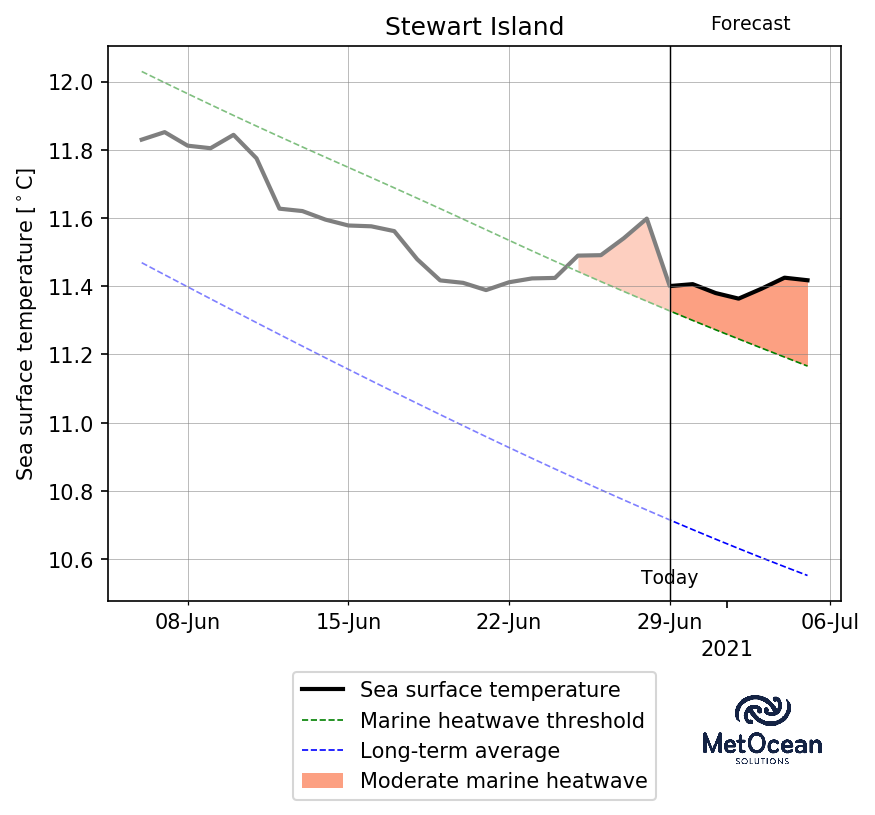 Stewart Island
Forecast
Sea surface temperature [°C]
12.0
11.8
11.6
11.4
11.2
11.0
10.8
10.6
Today
08-Jun
15-Jun
22-Jun
29-Jun
06-Jul
2021
Sea surface temperature
Marine heatwave threshold
Long-term average
Moderate marine heatwave
MetOcean
SOLUTIONS